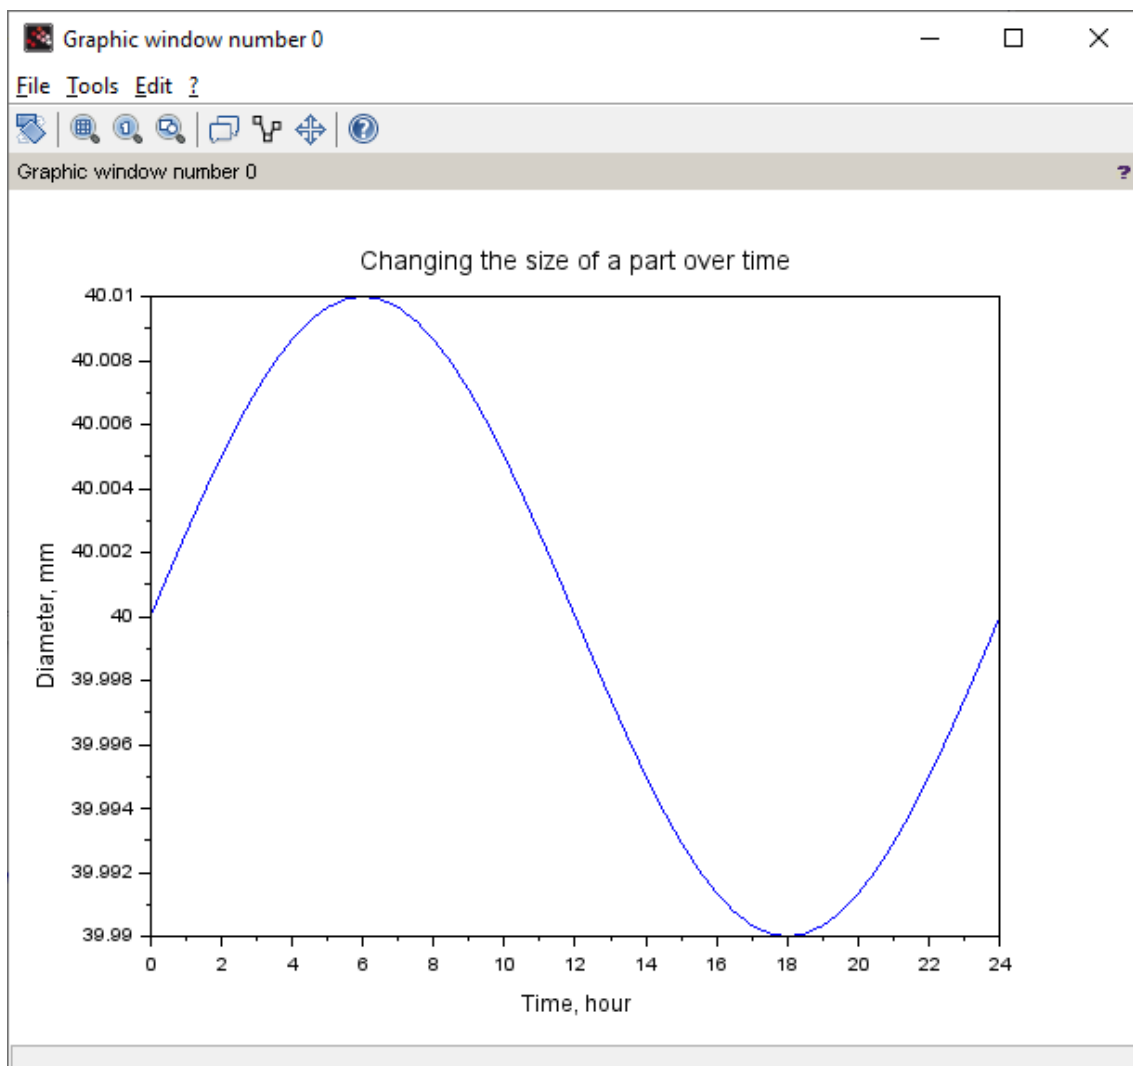 Graphic window number 0
File Tools Edit ?
Graphic window number 0 ?
Changing the size of a part over time
40.01
40.008
40.006
40.004
40.002
40
39.998
39.996
39.994
39.992
39.99
Diameter, mm
0 2 4 6 8 10 12 14 16 18 20 22 24
Time, hour